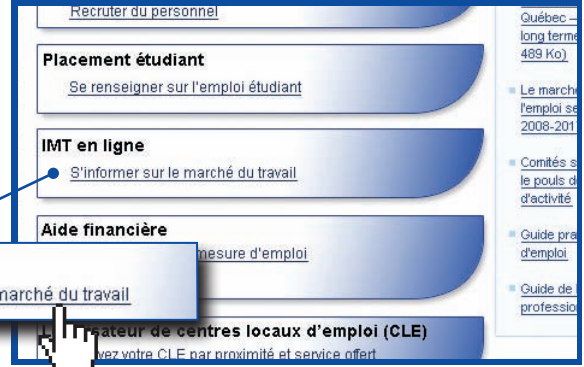 Recruter du personnel
Placement étudiant
Se renseigner sur l'emploi étudiant
IMT en ligne
S'informer sur le marché du travail
Aide financière
mesure d'emploi
marché du travail
sateur de centres locaux d'emploi (CLE)
vez votre CLE par proximité et service offert
Québec –
long terme
489 Ko)
Le marché
l'emploi se
2008-201
Comités s
le pouls d
d'activité
Guide pra
d'emploi
Guide de
professio